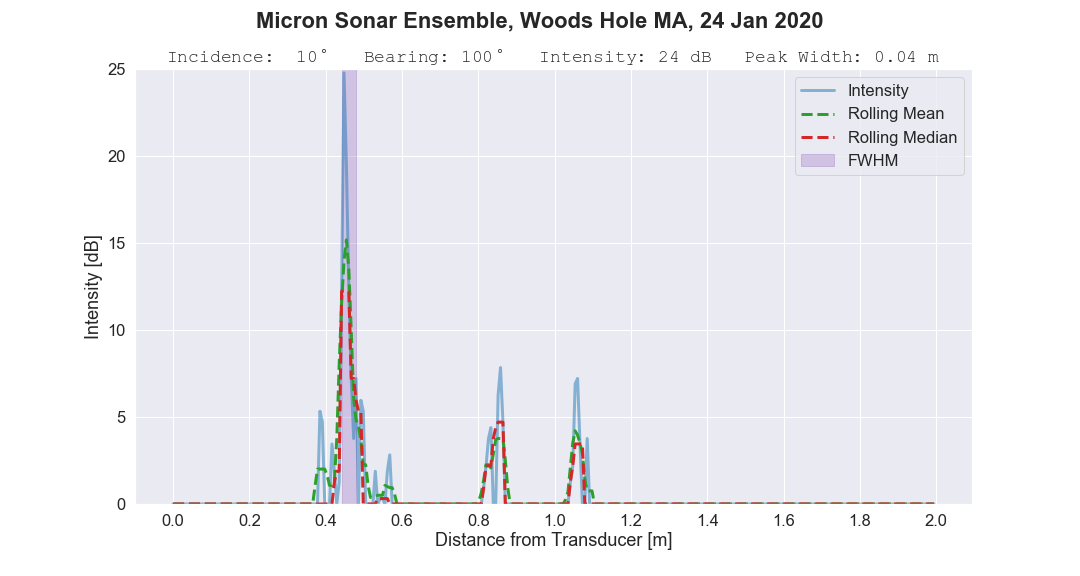 Micron Sonar Ensemble, Woods Hole MA, 24 Jan 2020
Incidence: 10˚ Bearing: 100˚ Intensity: 24 dB Peak Width: 0.04 m
25
20
15
10
5
0
Intensity [dB]
Intensity
Rolling Mean
Rolling Median
FWHM
0.0 0.2 0.4 0.6 0.8 1.0 1.2 1.4 1.6 1.8 2.0
Distance from Transducer [m]